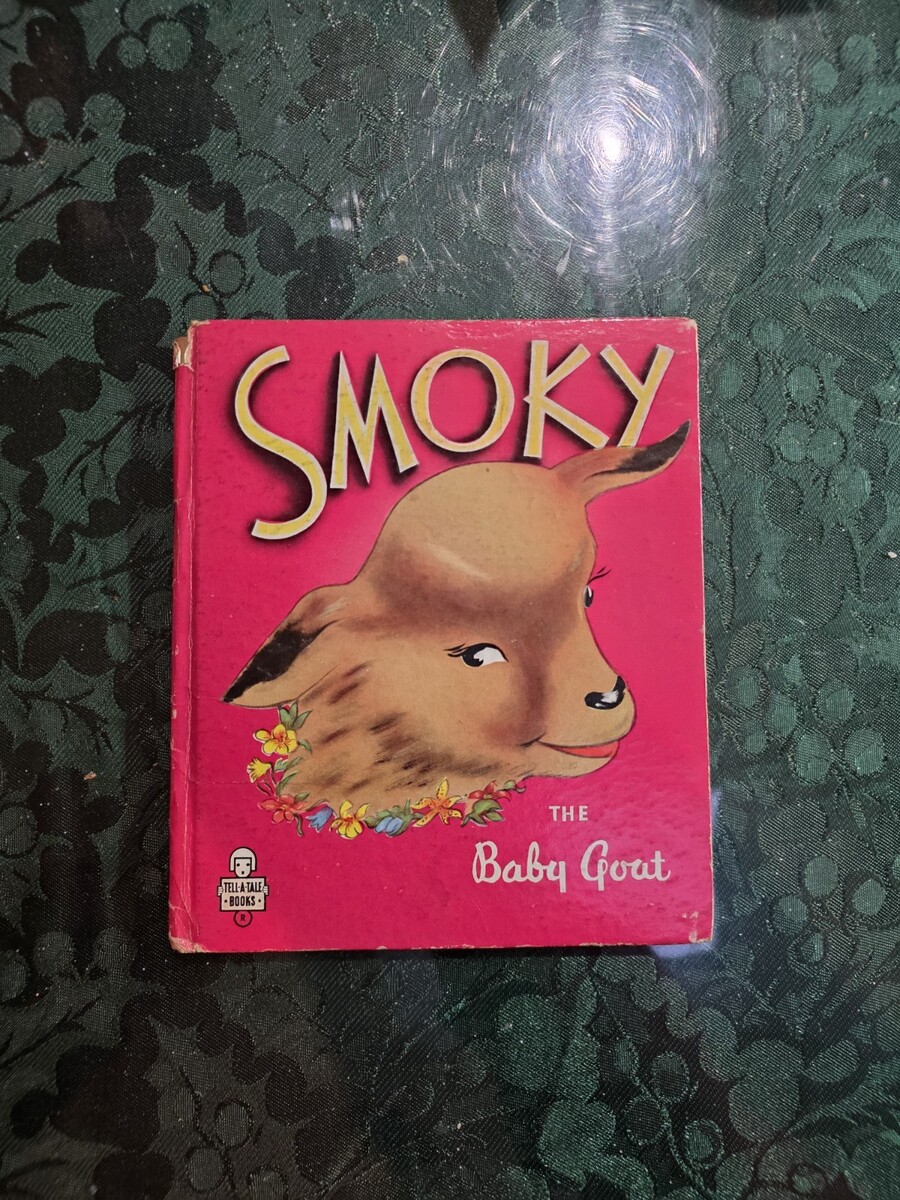 SMOKY
THE
Baby Goat
TELL-A-TALE
BOOKS
R